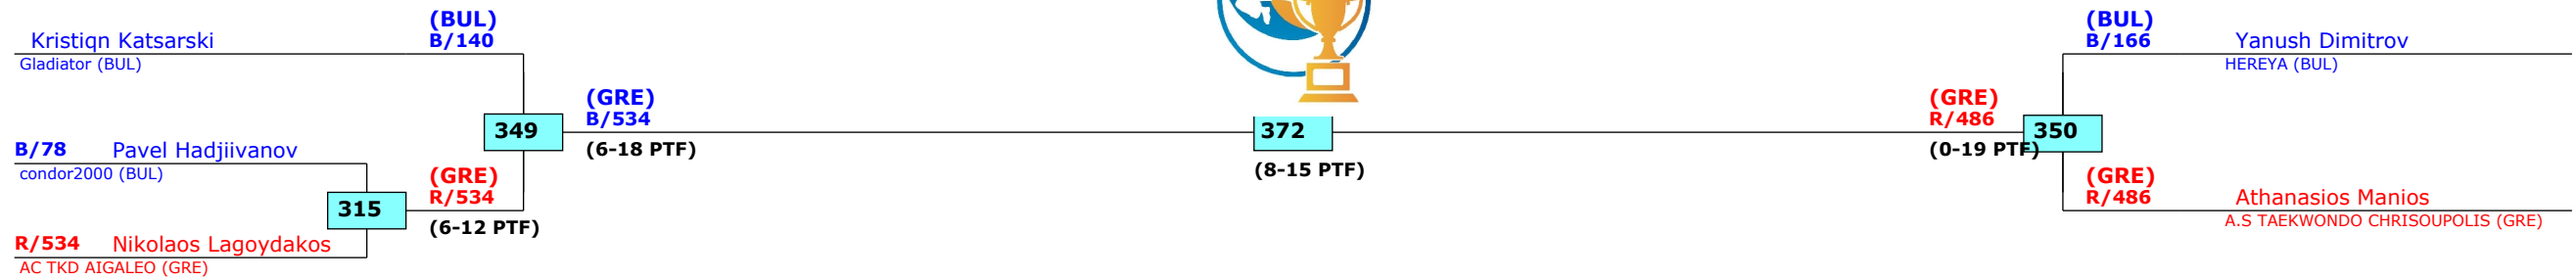 (BUL)
B/140
Kristiqn Katsarski
Gladiator (BUL)
349
(GRE)
B/534
(6-18 PTF)
B/78 Pavel Hadjiivanov
condor2000 (BUL)
315
(GRE)
R/534
(6-12 PTF)
R/534 Nikolaos Lagoydakos
AC TKD AIGALEO (GRE)
372
(8-15 PTF)
(GRE)
R/486
(0-19 PTF)
350
(BUL)
B/166
Yanush Dimitrov
HEREYA (BUL)
(GRE)
R/486
Athanasios Manios
A.S TAEKWONDO CHRISOUPOLIS (GRE)